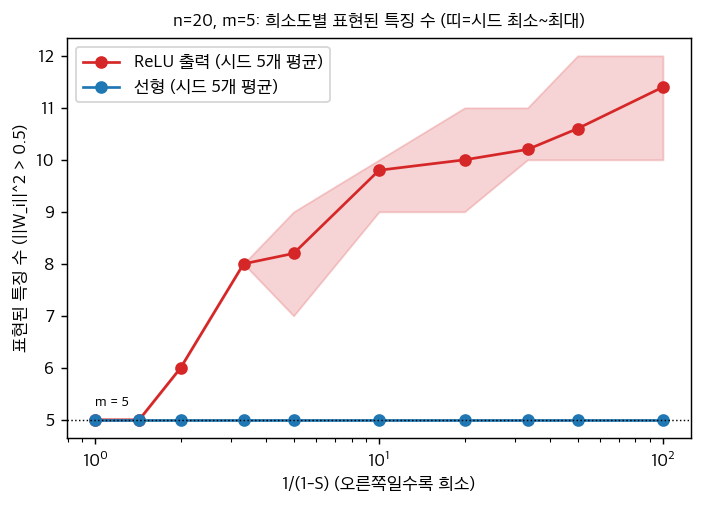 n=20, m=5: 희소도별 표현된 특징 수 (띠=시드 최소~최대)
ReLU 출력 (시드 5개 평균)
선형 (시드 5개 평균)
표현된 특징 수 (||W_i||^2 > 0.5)
12
11
10
9
8
7
6
5
m = 5
10⁰
10¹
10²
1/(1−S) (오른쪽일수록 희소)